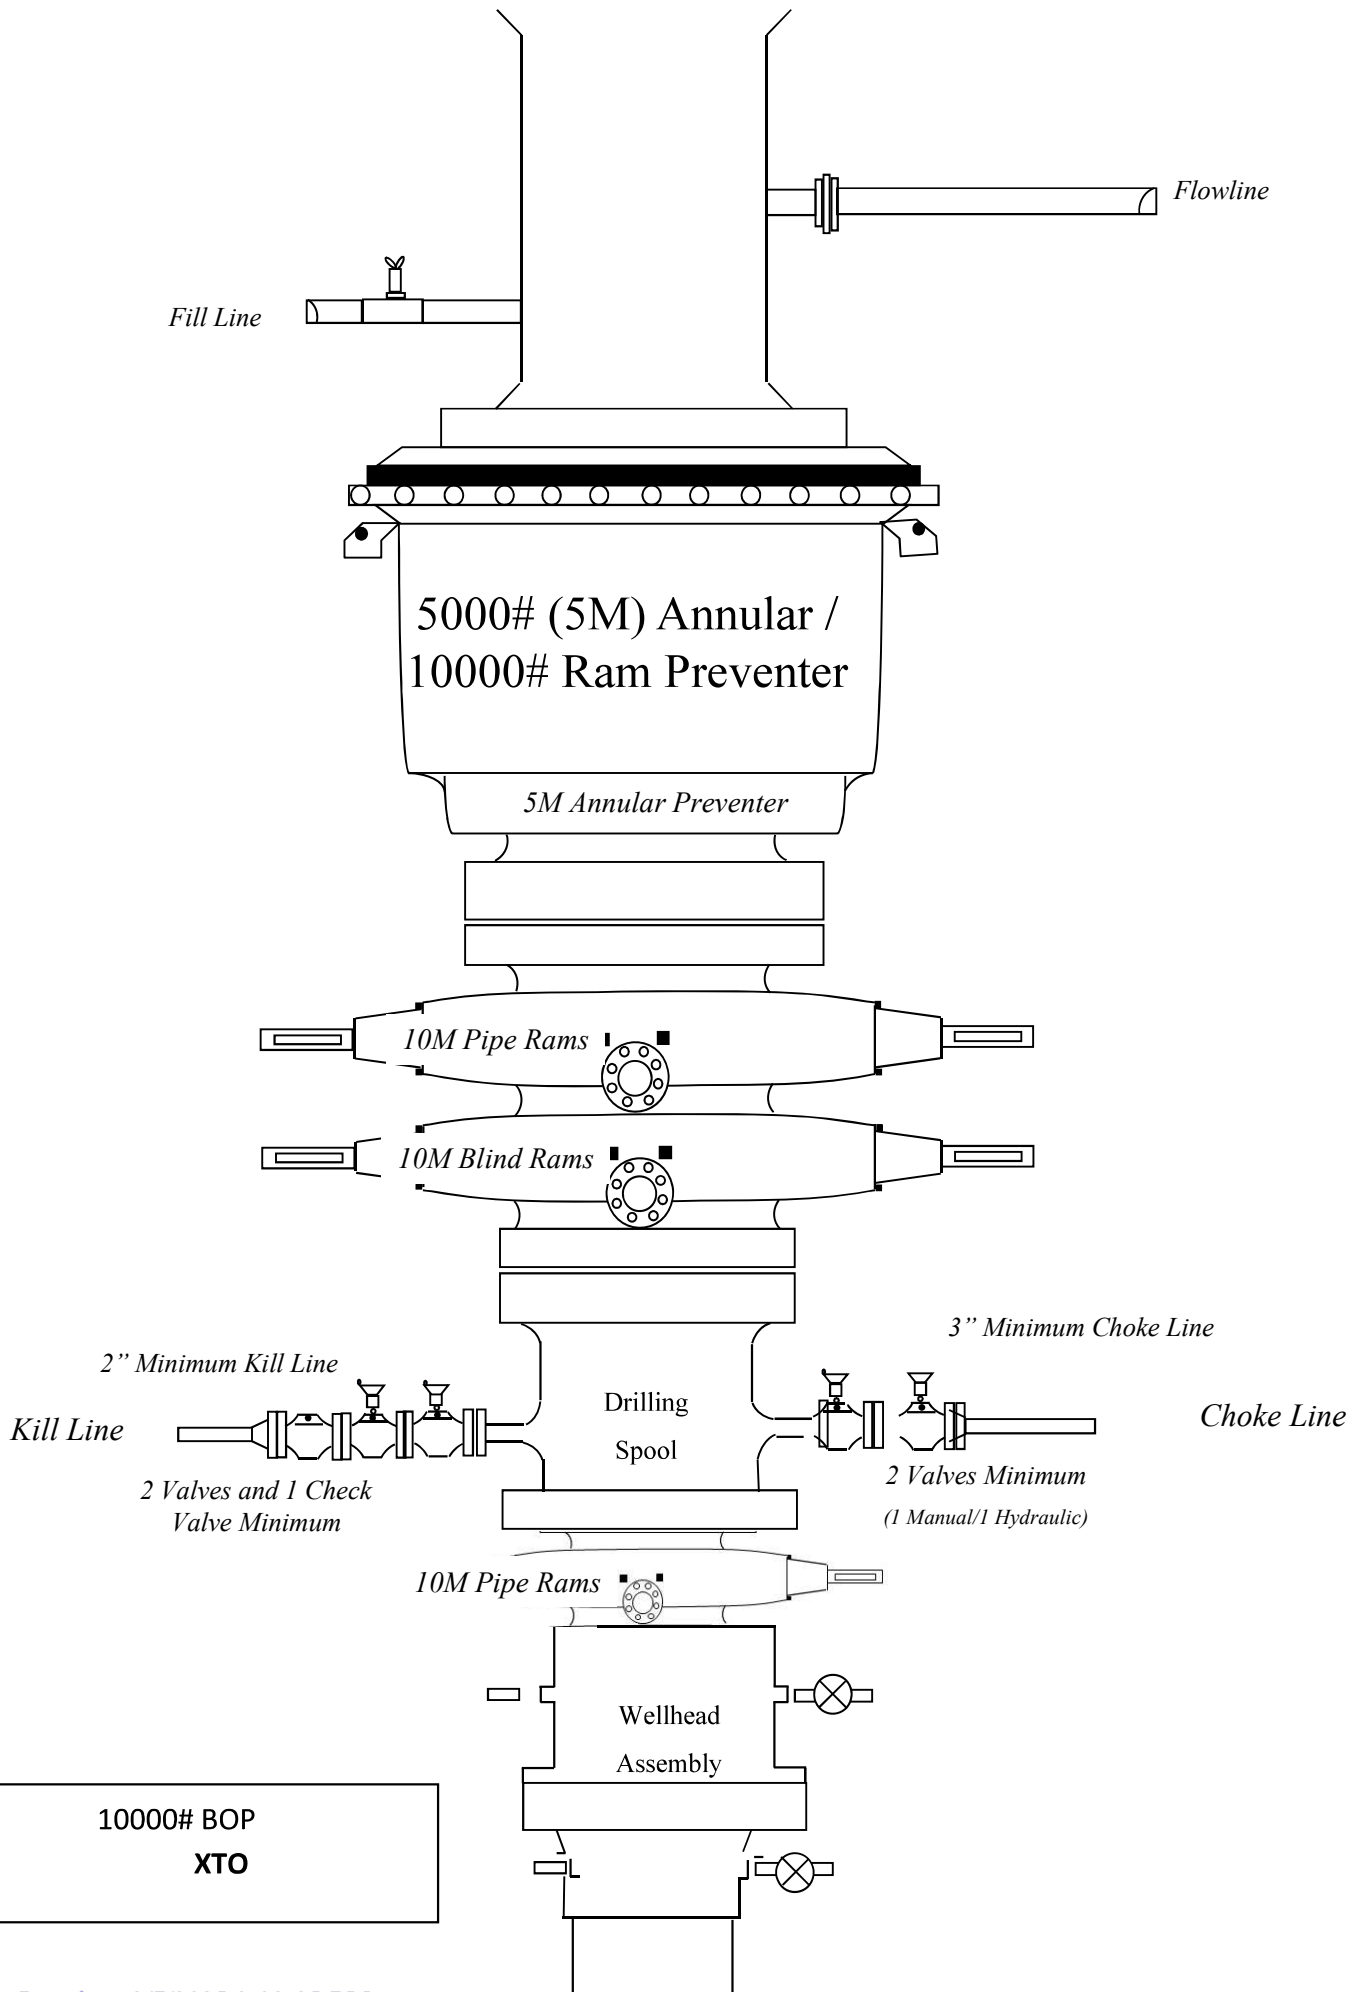 Flowline
Fill Line
5000# (5M) Annular /
10000# Ram Preventer
5M Annular Preventer
10M Pipe Rams
10M Blind Rams
3” Minimum Choke Line
2” Minimum Kill Line
Drilling
Spool
Kill Line
Choke Line
2 Valves and 1 Check
Valve Minimum
2 Valves Minimum
(1 Manual/1 Hydraulic)
10M Pipe Rams
Wellhead
Assembly
10000# BOP
XTO